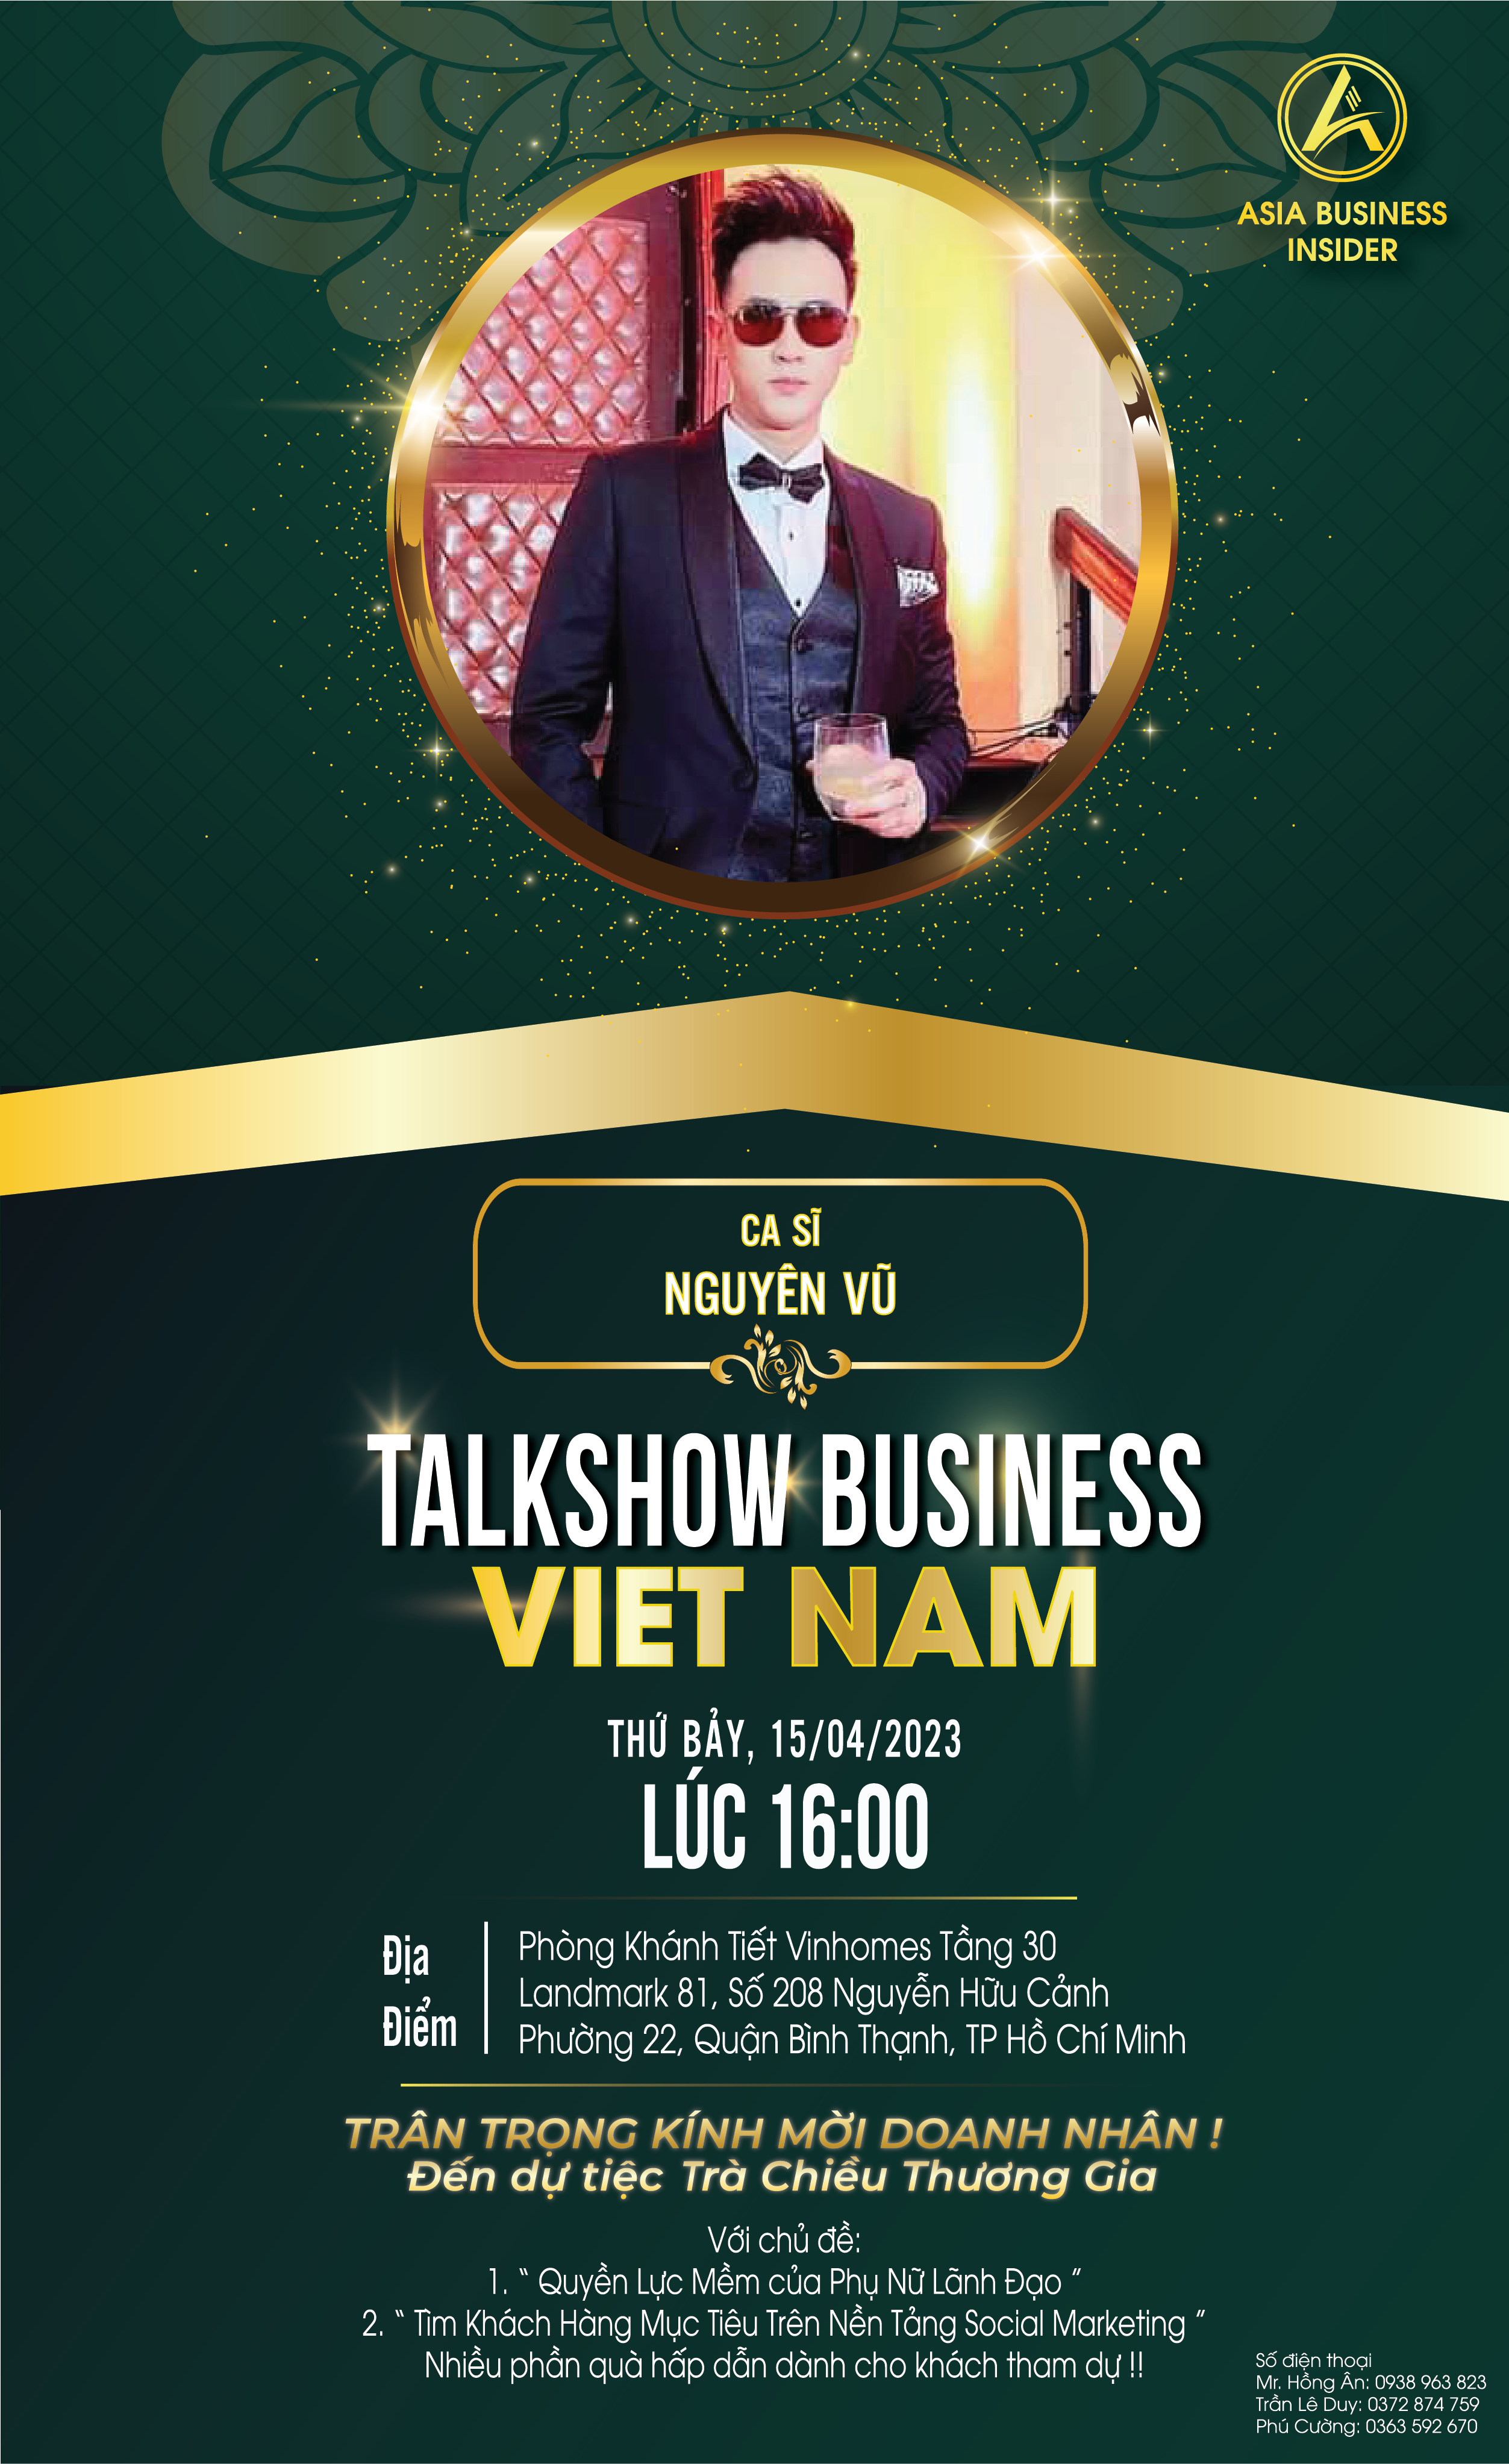 ASIA BUSINESS
INSIDER
CA SĨ
NGUYÊN VŨ
TALKSHOW BUSINESS
VIET NAM
THỨ BẢY, 15/04/2023
LÚC 16:00
Địa
Điểm
Phòng Khánh Tiết Vinhomes Tầng 30
Landmark 81, Số 208 Nguyễn Hữu Cảnh
Phường 22, Quận Bình Thạnh, TP Hồ Chí Minh
TRÂN TRỌNG KÍNH MỜI DOANH NHÂN !
Đến dự tiệc Trà Chiều Thương Gia
Với chủ đề:
1. “ Quyền Lực Mềm của Phụ Nữ Lãnh Đạo ”
2. “ Tìm Khách Hàng Mục Tiêu Trên Nền Tảng Social Marketing ”
Nhiều phần quà hấp dẫn dành cho khách tham dự !!
Số điện thoại
Mr. Hồng Ân: 0938 963 823
Trần Lê Duy: 0372 874 759
Phú Cường: 0363 592 670